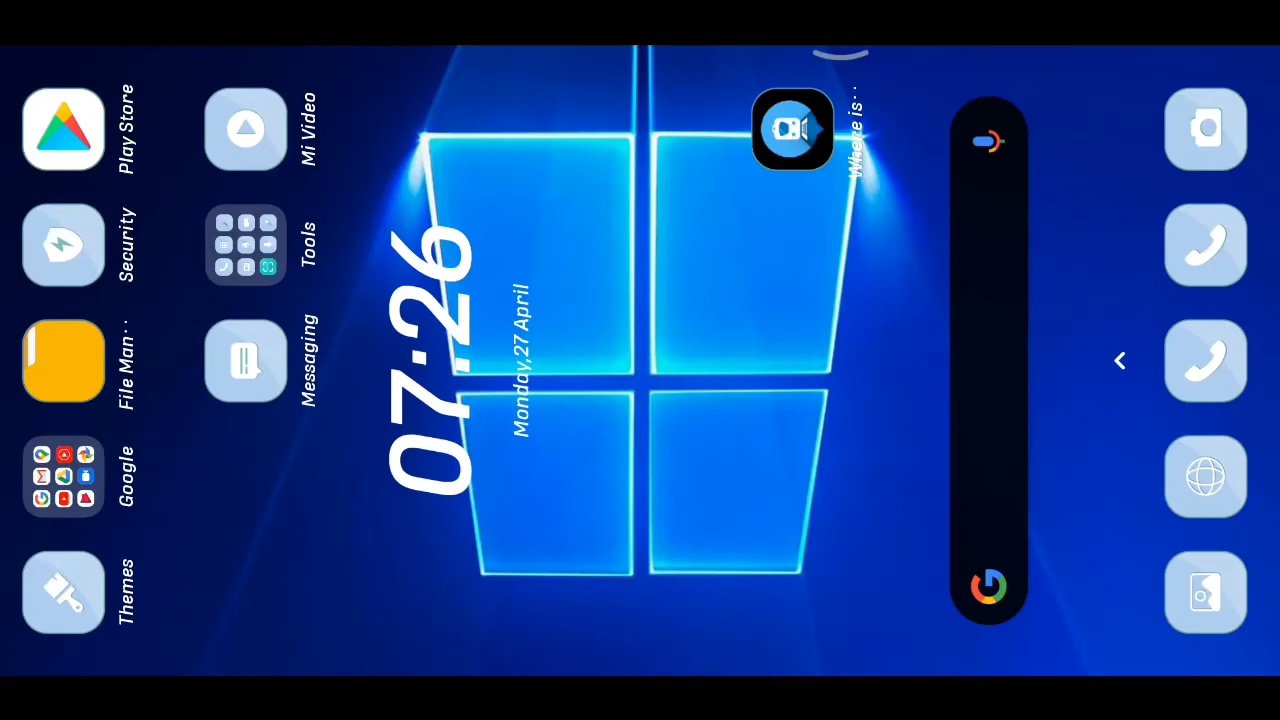 Themes
Google
File Man··
Security
Play Store
Messaging
Tools
Mi Video
07:26
Monday,27 April
Where is··